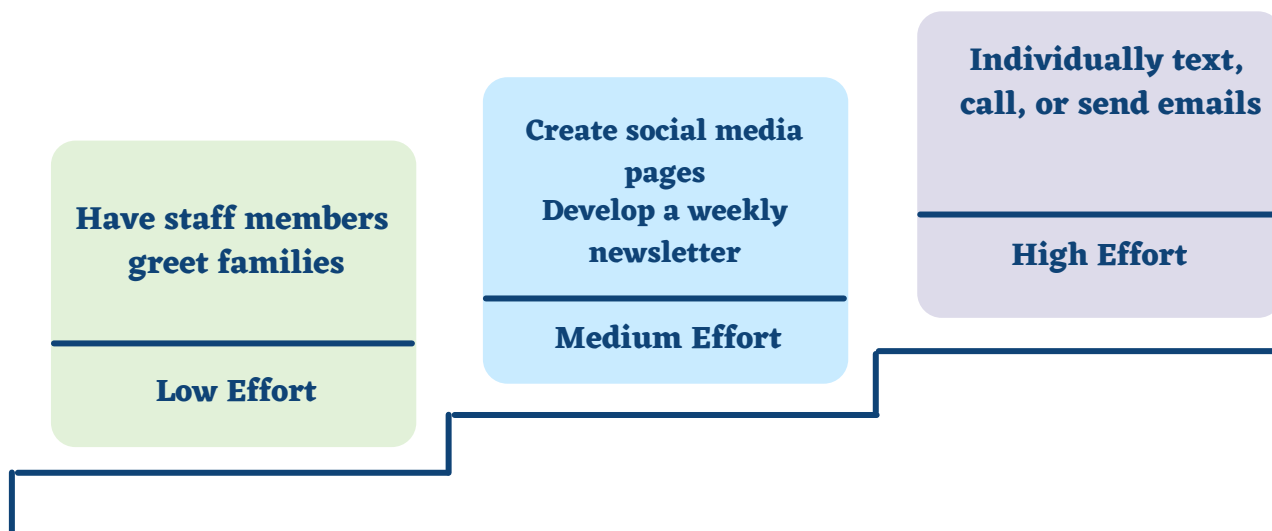 Have staff members
greet families
Low Effort
Create social media
pages
Develop a weekly
newsletter
Medium Effort
Individually text,
call, or send emails
High Effort